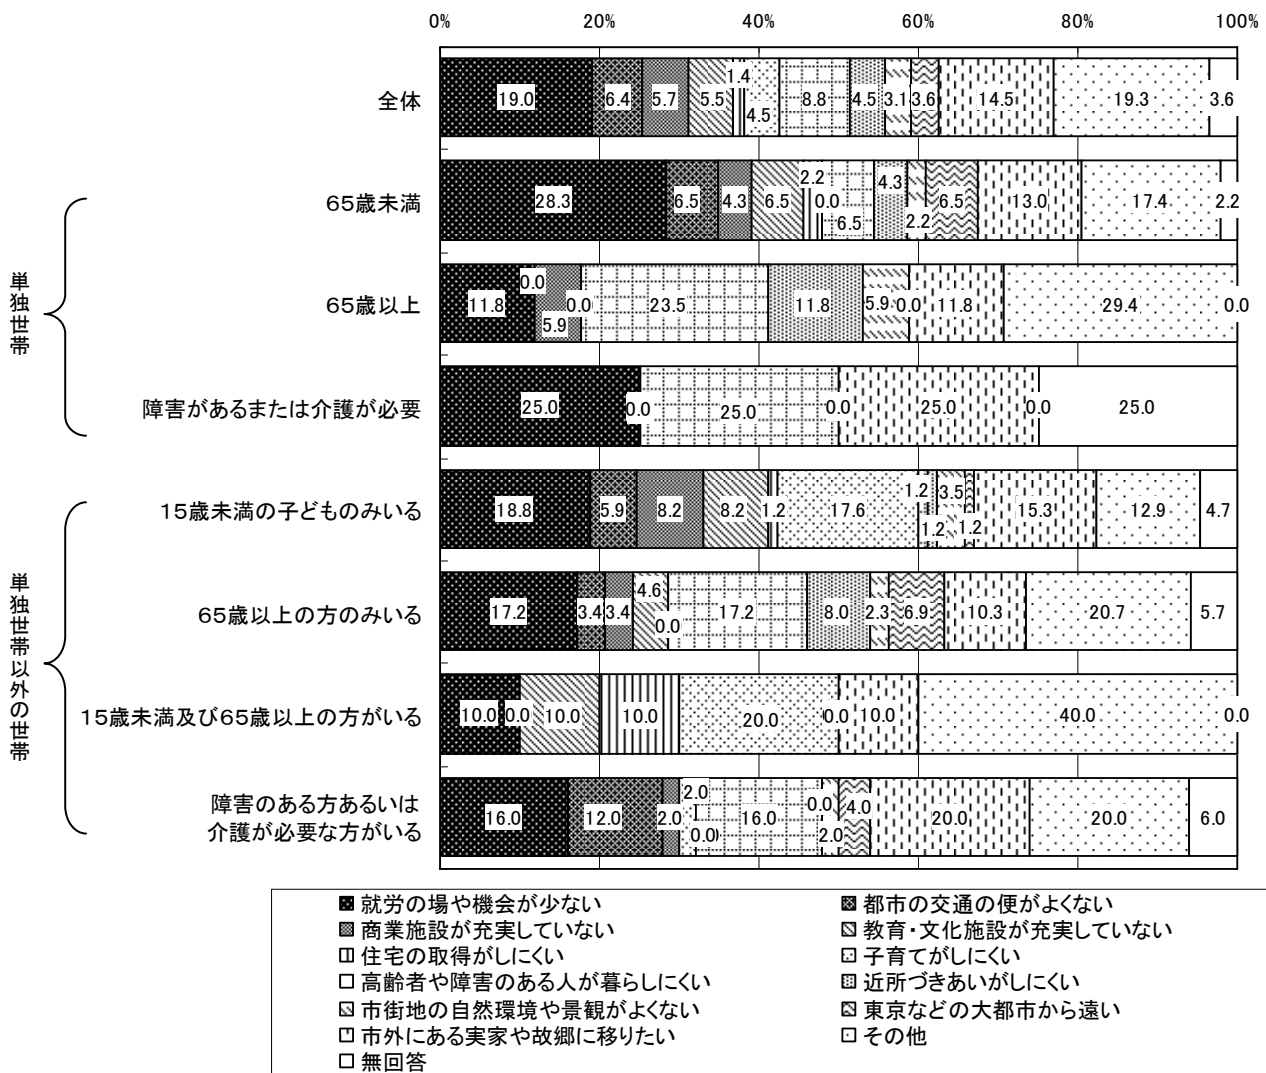 0% 20% 40% 60% 80% 100%
全体 19.0 6.4 5.7 5.5 1.4 4.5 8.8 4.5 3.1 3.6 14.5 19.3 3.6
単独世帯
65歳未満 28.3 6.5 4.3 6.5 2.2 0.0 6.5 4.3 2.2 6.5 13.0 17.4 2.2
65歳以上 11.8 0.0 5.9 0.0 23.5 11.8 5.9 0.0 11.8 29.4 0.0
障害があるまたは介護が必要 25.0 0.0 25.0 0.0 25.0 0.0 25.0
単独世帯以外の世帯
15歳未満の子どものみいる 18.8 5.9 8.2 8.2 1.2 17.6 1.2 1.2 3.5 1.2 15.3 12.9 4.7
65歳以上の方のみいる 17.2 3.4 3.4 4.6 0.0 17.2 8.0 2.3 6.9 10.3 20.7 5.7
15歳未満及び65歳以上の方がいる 10.0 0.0 10.0 10.0 20.0 0.0 10.0 40.0 0.0
障害のある方あるいは
介護が必要な方がいる 16.0 12.0 2.0 2.0 0.0 16.0 0.0 2.0 4.0 20.0 20.0 6.0
就労の場や機会が少ない 都市の交通の便がよくない
商業施設が充実していない 教育・文化施設が充実していない
住宅の取得がしにくい 子育てがしにくい
高齢者や障害のある人が暮らしにくい 近所づきあいがしにくい
市街地の自然環境や景観がよくない 東京などの大都市から遠い
市外にある実家や故郷に移りたい その他
無回答